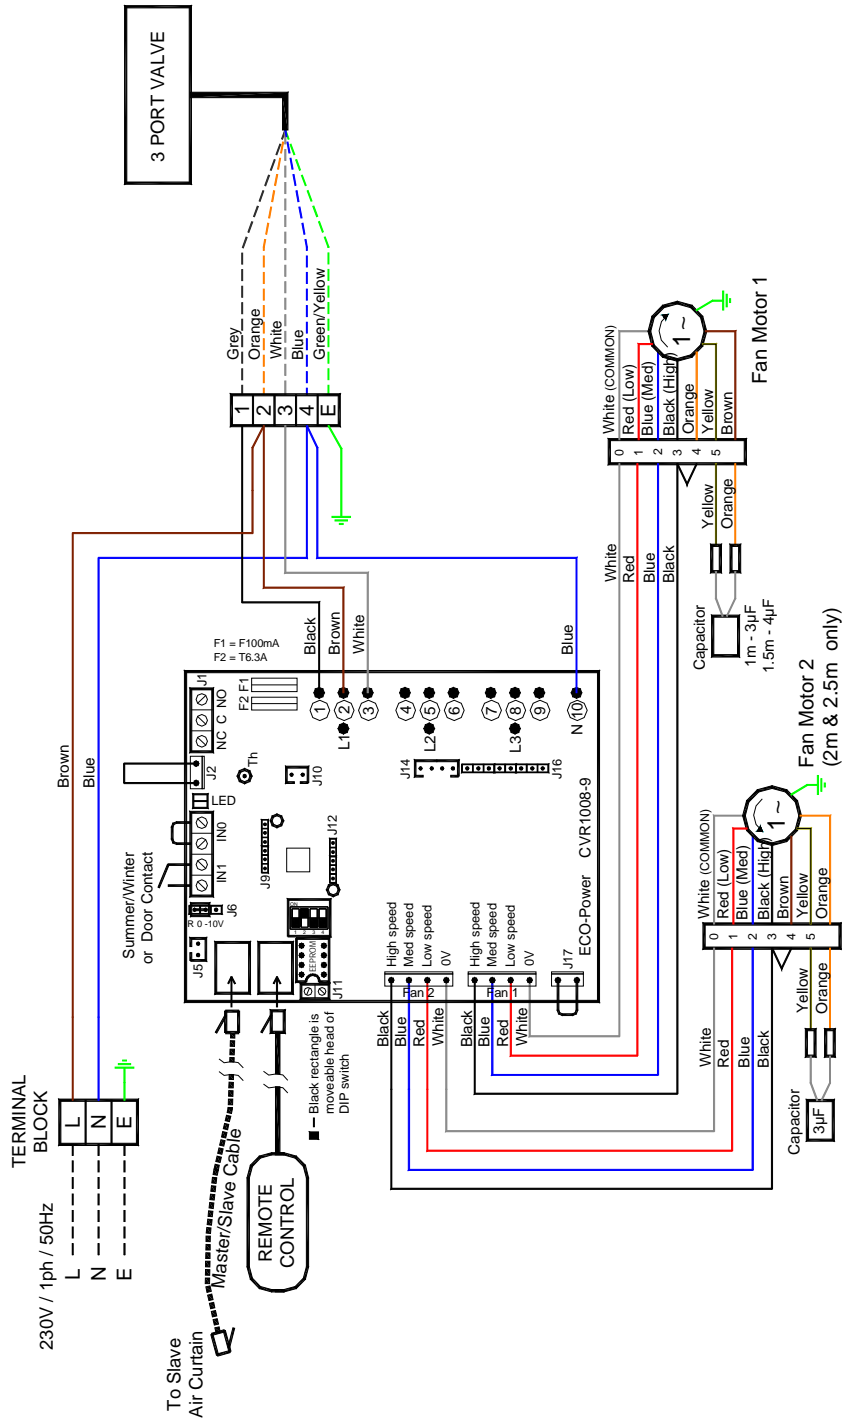 3 PORT VALVE
Grey
Orange
White
Blue
Green/Yellow
1
2
3
4
E
Brown
Blue
F1 = F100mA
F2 = T6.3A
Black
Brown
White
Blue
J1
NC C NO
F2 F1
1
2
3
L1
4
5
6
L2
7
8
9
L3
N 10
J2
Th
LED
J10
J14
J16
IN1 IN0
J9
J12
Summer/Winter
or Door Contact
J6
R 0 -10V
J5
ON
1 2 3 4
EEPROM
J11
ECO-Power CVR1008-9
High speed
Med speed
Low speed
0V
Fan 2
High speed
Med speed
Low speed
0V
Fan 1
J17
Black
Blue
Red
White
Black
Blue
Red
White
Black rectangle is
moveable head of
DIP switch
TERMINAL
BLOCK
L
N
E
230V / 1ph / 50Hz
L
N
E
Master/Slave Cable
REMOTE
CONTROL
To Slave
Air Curtain
White
Red
Blue
Black
0
1
2
3
4
5
White (COMMON)
Red (Low)
Blue (Med)
Black (High)
Orange
Yellow
Brown
1 ~
Fan Motor 1
Yellow
Orange
Capacitor
1m - 3µF
1.5m - 4µF
White
Red
Blue
Black
0
1
2
3
4
5
White (COMMON)
Red (Low)
Blue (Med)
Black (High)
Brown
Yellow
Orange
1 ~
Fan Motor 2
(2m & 2.5m only)
Yellow
Orange
Capacitor
3µF